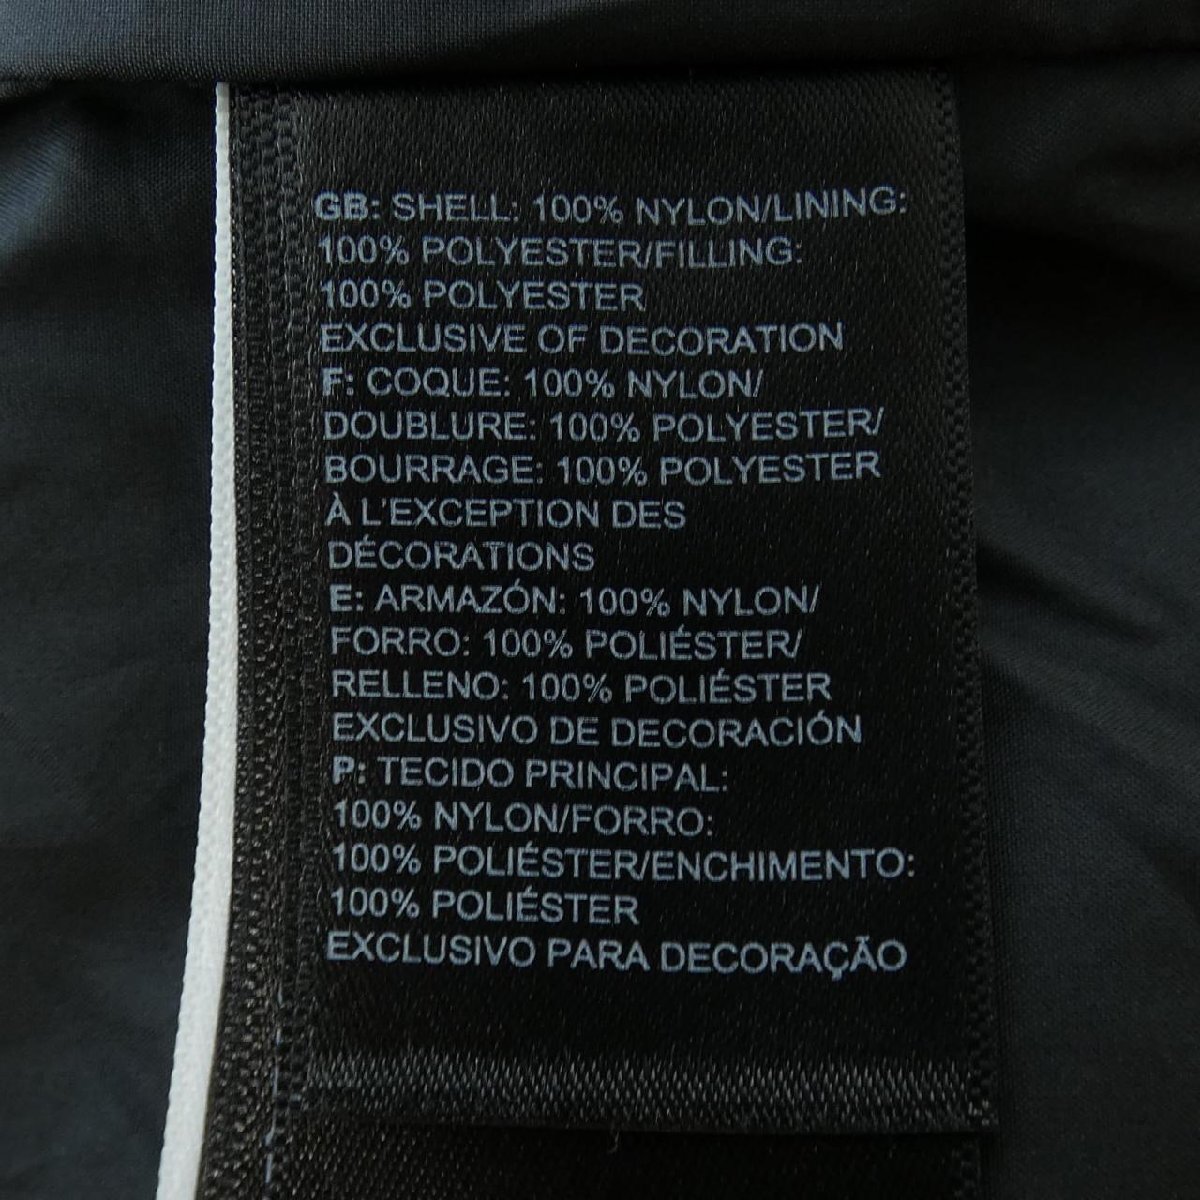 GB: SHELL: 100% NYLON/LINING:
100% POLYESTER/FILLING:
100% POLYESTER
EXCLUSIVE OF DECORATION
F: COQUE: 100% NYLON/
DOUBLURE: 100% POLYESTER/
BOURRAGE: 100% POLYESTER
À L'EXCEPTION DES
DÉCORATIONS
E: ARMAZÓN: 100% NYLON/
FORRO: 100% POLIÉSTER/
RELLENO: 100% POLIÉSTER
EXCLUSIVO DE DECORACIÓN
P: TECIDO PRINCIPAL:
100% NYLON/FORRO:
100% POLIÉSTER/ENCHIMENTO:
100% POLIÉSTER
EXCLUSIVO PARA DECORAÇÃO